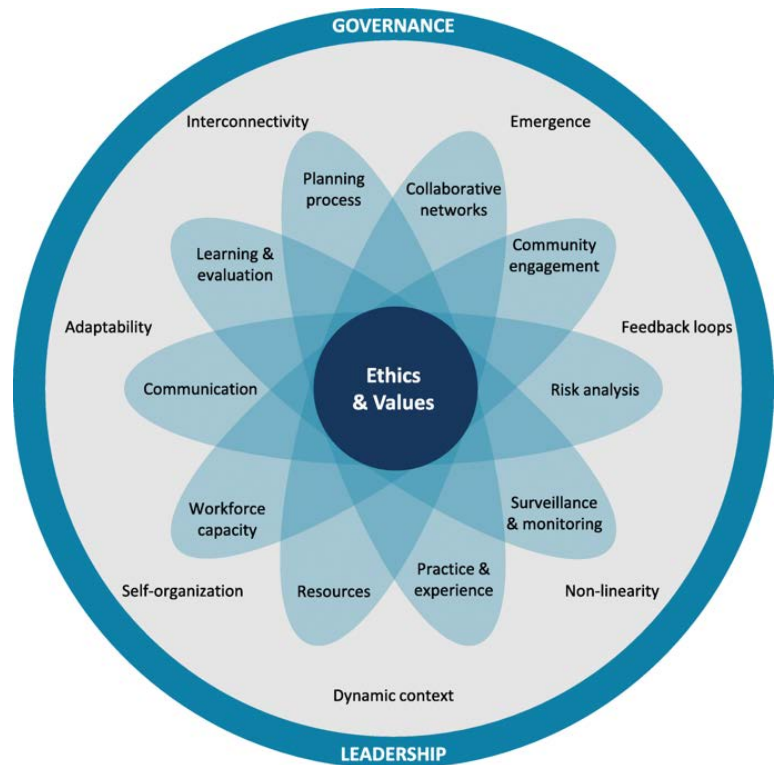 GOVERNANCE
Interconnectivity
Emergence
Planning
process
Collaborative
networks
Learning &
evaluation
Community
engagement
Adaptability
Feedback loops
Communication
Ethics
& Values
Risk analysis
Workforce
capacity
Surveillance
& monitoring
Self-organization
Resources
Practice &
experience
Non-linearity
Dynamic context
LEADERSHIP